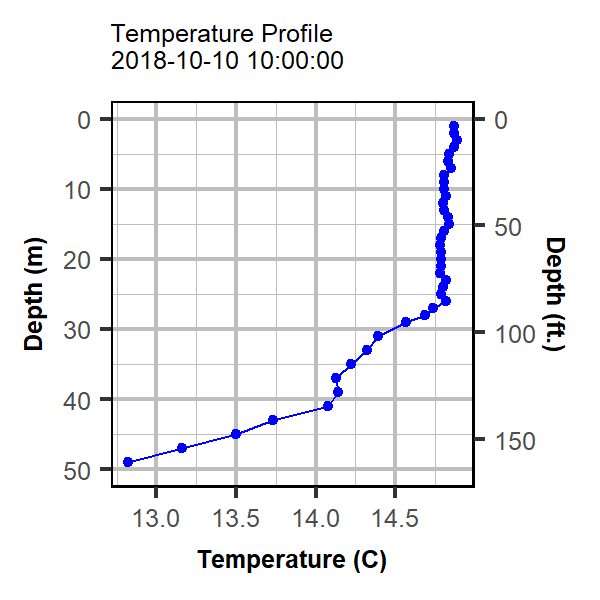 Temperature Profile
2018-10-10 10:00:00
0
10
20
30
40
50
Depth (m)
0
50
100
150
Depth (ft.)
13.0 13.5 14.0 14.5
Temperature (C)